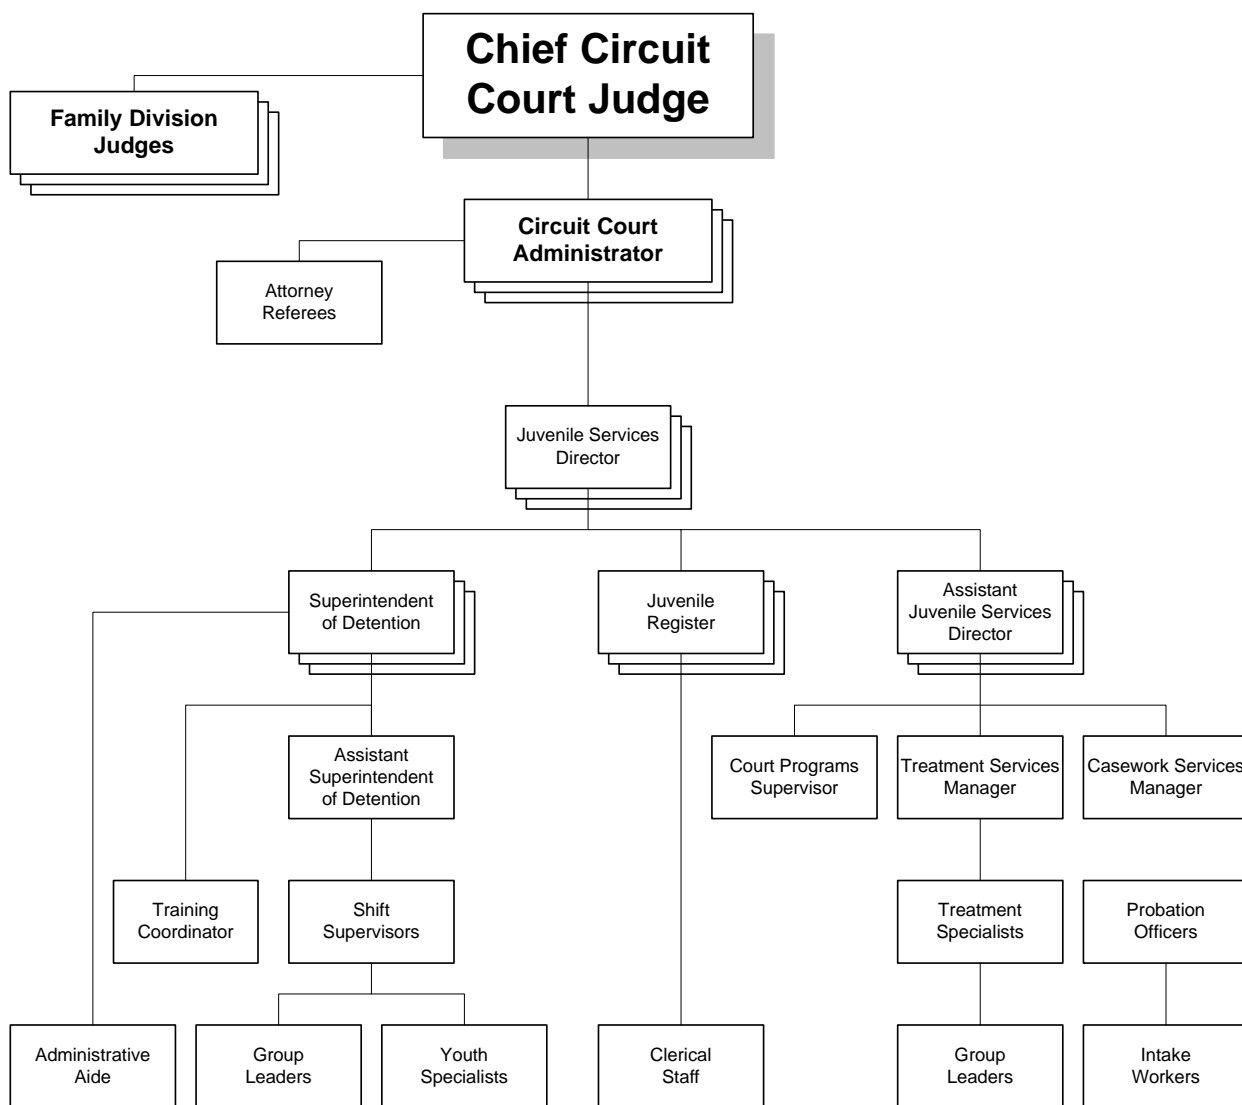 Chief Circuit
Court Judge
Family Division
Judges
Circuit Court
Administrator
Attorney
Referees
Juvenile Services
Director
Superintendent
of Detention
Juvenile
Register
Assistant
Juvenile Services
Director
Assistant
Superintendent
of Detention
Court Programs
Supervisor
Treatment Services
Manager
Casework Services
Manager
Training
Coordinator
Shift
Supervisors
Treatment
Specialists
Probation
Officers
Administrative
Aide
Group
Leaders
Youth
Specialists
Clerical
Staff
Group
Leaders
Intake
Workers